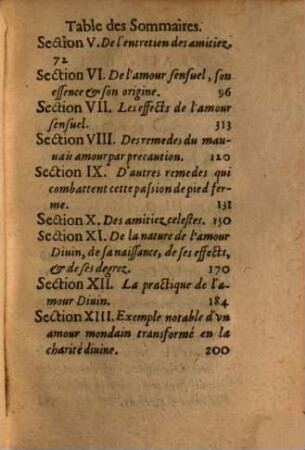 Table des Sommaires.
Section V. De l'entretien des amitiez,
72
Section VI. De l'amour sensuel, son
essence & son origine. 96
Section VII. Les effects de l'amour
sensuel. 313
Section VIII. Des remedes du mau-
uais amour par precaution. 120
Section IX. D'autres remedes qui
combattent cette passion de pied fer-
me. 131
Section X. Des amitiez celestes. 150
Section XI. De la nature de l'amour
Diuin, de sa naissance, de ses effects,
& de ses degrez. 170
Section XII. La practique de l'a-
mour Diuin. 184
Section XIII. Exemple notable d'vn
amour mondain transformé en la
charité diuine. 200